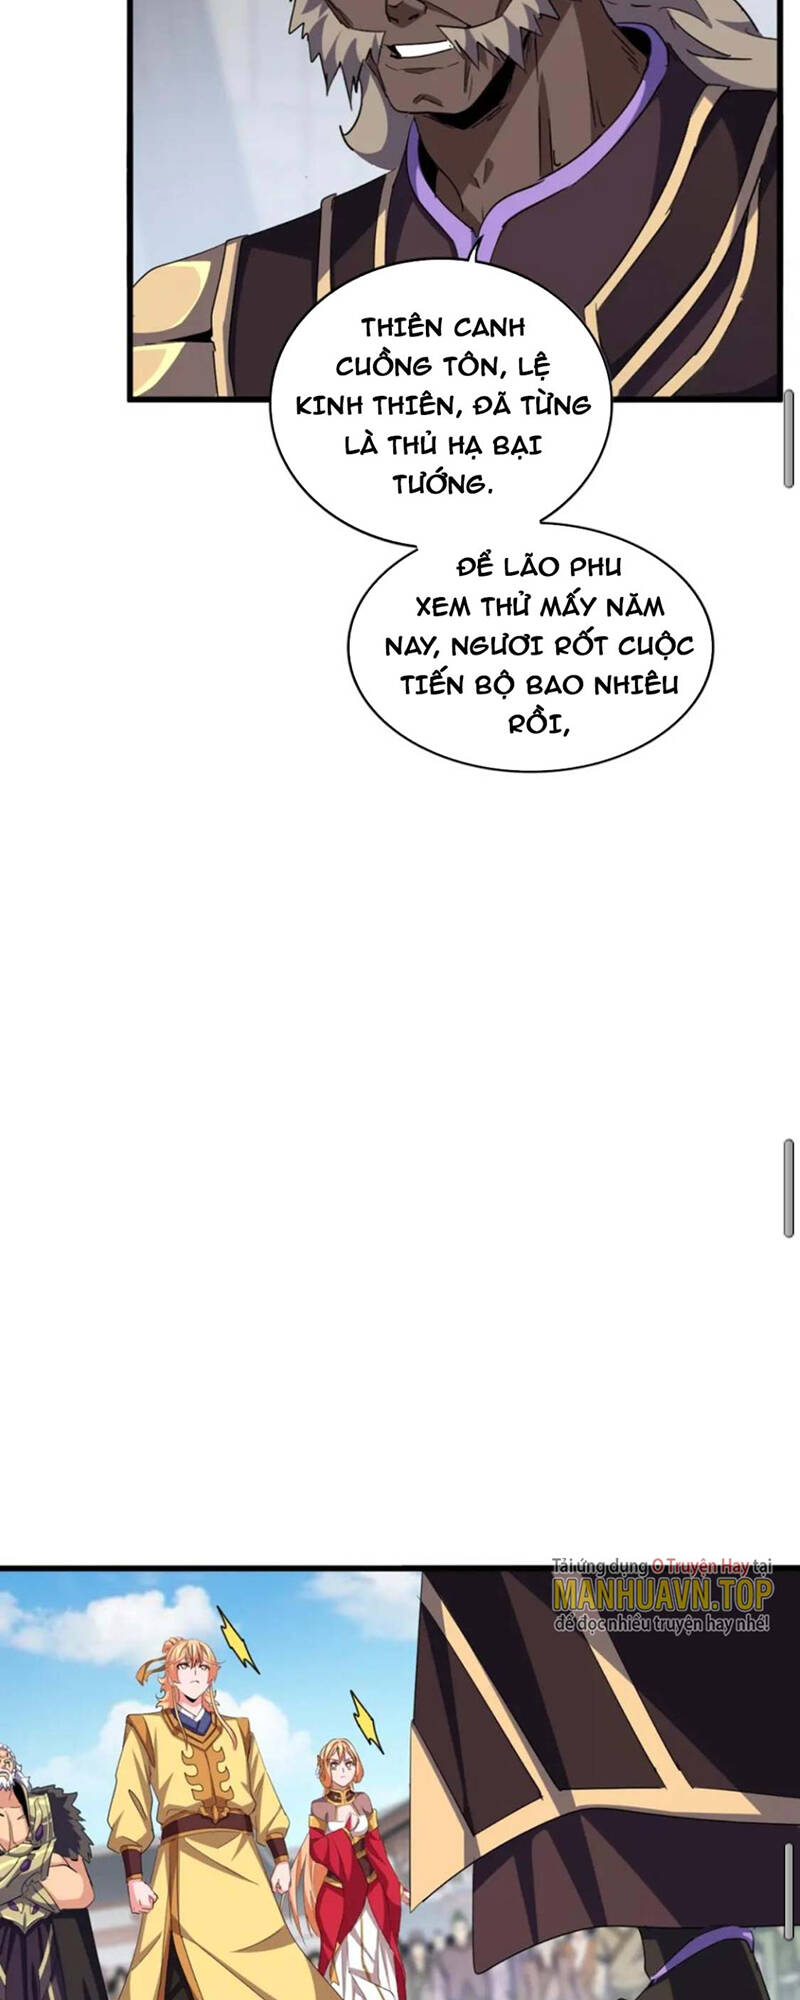 THIÊN CANH
CUỒNG TÔN, LỆ
KINH THIÊN, ĐÃ TỪNG
LÀ THỦ HẠ BẠI
TƯỚNG.
ĐỂ LÃO PHU
XEM THỬ MẤY NĂM
NAY, NGƯƠI RỐT CUỘC
TIẾN BỘ BAO NHIÊU
RỒI,
Tải ứng dụng O Truyện Hay tại
MANHUAVN.TOP
để đọc nhiều truyện hay nhé!